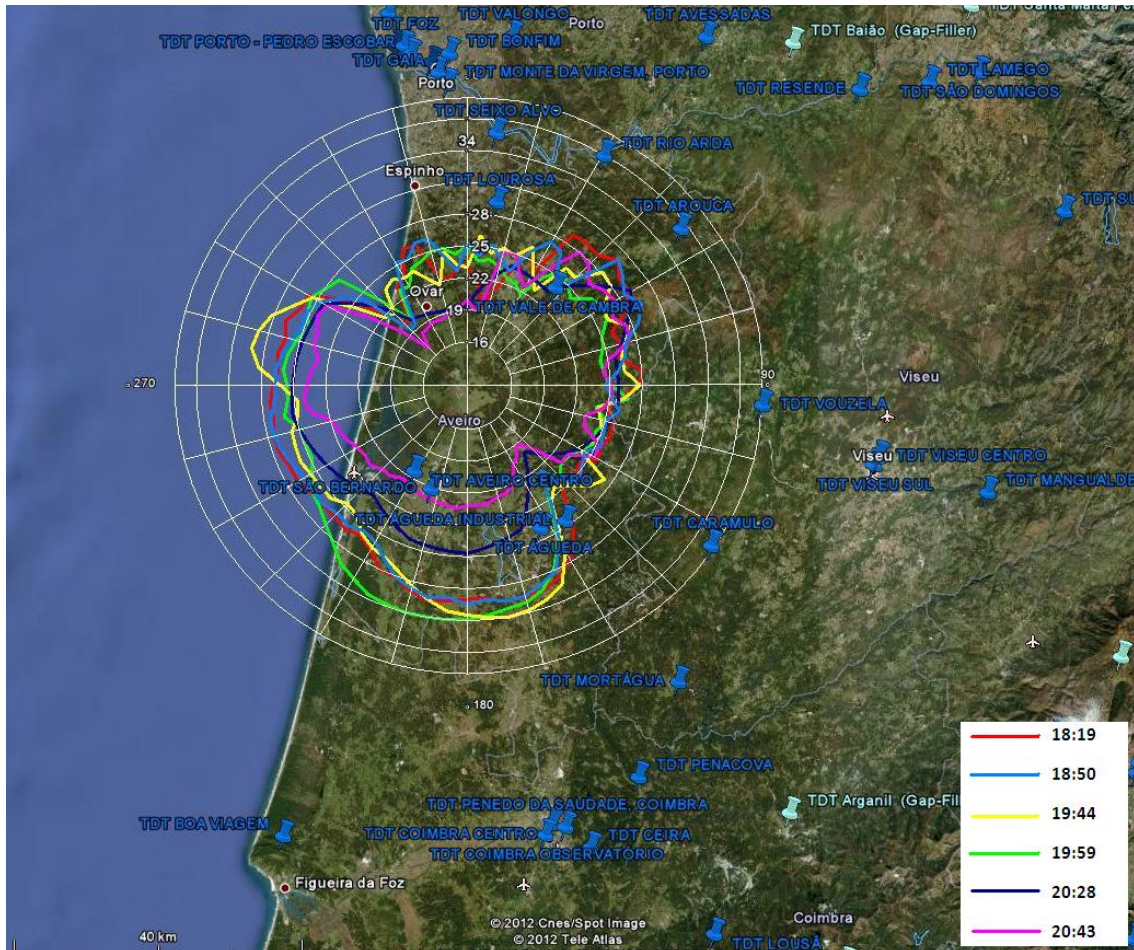 TDT FOZ
TDT VALONGO
Porto
TDT AVESSADAS
TDT Baião (Gap-Filler)
TDT PORTO - PEDRO ESCOBAR
TDT BONFIM
TDT GAIA
TDT MONTE DA VIRGEM, PORTO
Porto
TDT RESENDE
TDT LAMEGO
TDT SÃO DOMINGOS
TDT SEIXO ALVO
34
TDT RIO ARDA
Espinho
TDT LOUROSA
28
TDT AROUCA
25
22
Ovar
19
TDT VALE DE CAMBRA
16
270
90
Viseu
TDT VOUZELA
Aveiro
Viseu
TDT VISEU CENTRO
TDT SÃO BERNARDO
TDT AVEIRO CENTRO
TDT VISEU SUL
TDT MANGUALDE
TDT ÁGUEDA INDUSTRIAL
TDT CARAMULO
TDT ÁGUEDA
TDT MORTÁGUA
180
18:19
TDT PENACOVA
18:50
TDT PENEDO DA SAUDADE, COIMBRA
TDT Arganil (Gap-Fil
19:44
TDT BOA VIAGEM
TDT COIMBRA CENTRO
TDT CEIRA
TDT COIMBRA OBSERVATÓRIO
19:59
Figueira da Foz
20:28
© 2012 Cnes/Spot Image
Coimbra
40 km
© 2012 Tele Atlas
TDT LOUSÃ
20:43